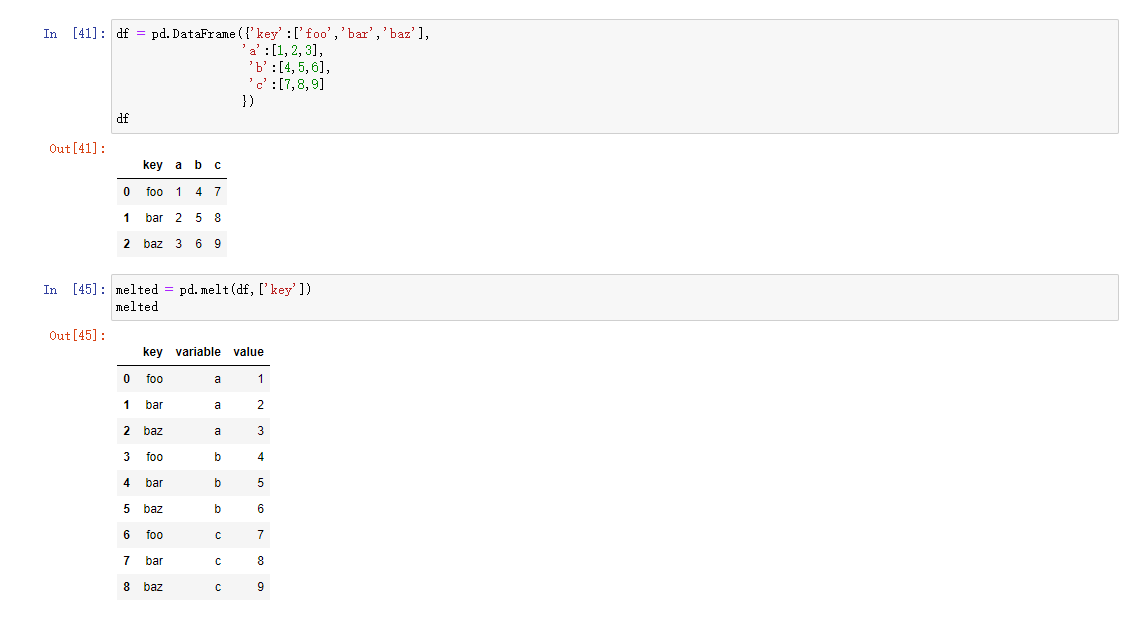 In [41]: df = pd.DataFrame({'key':['foo','bar','baz'],
'a':[1,2,3],
'b':[4,5,6],
'c':[7,8,9]
})
df
Out[41]:
key a b c
0 foo 1 4 7
1 bar 2 5 8
2 baz 3 6 9
In [45]: melted = pd.melt(df,['key'])
melted
Out[45]:
key variable value
0 foo a 1
1 bar a 2
2 baz a 3
3 foo b 4
4 bar b 5
5 baz b 6
6 foo c 7
7 bar c 8
8 baz c 9